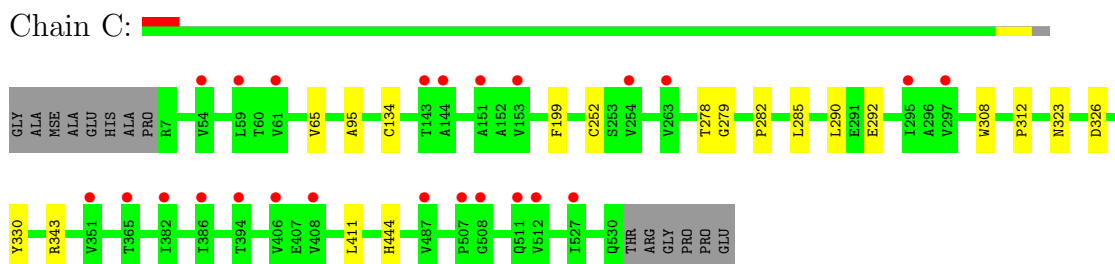 Chain C:
GLY ALA MSE ALA GLU HIS ALA PRO R7 V54 L59 T60 V61 V65 A95 C134 T143 A144 A151 A152 V153 F199 C252 S253 V254 V263 T278 G279 P282 L285 L290 E291 E292 I295 A296 V297 W308 P312 N323 D326
Y330 R343 V351 T365 I382 I386 T394 V406 E407 V408 L411 H444 V487 P507 G508 Q511 V512 I527 Q530 THR ARG GLY PRO PRO GLU